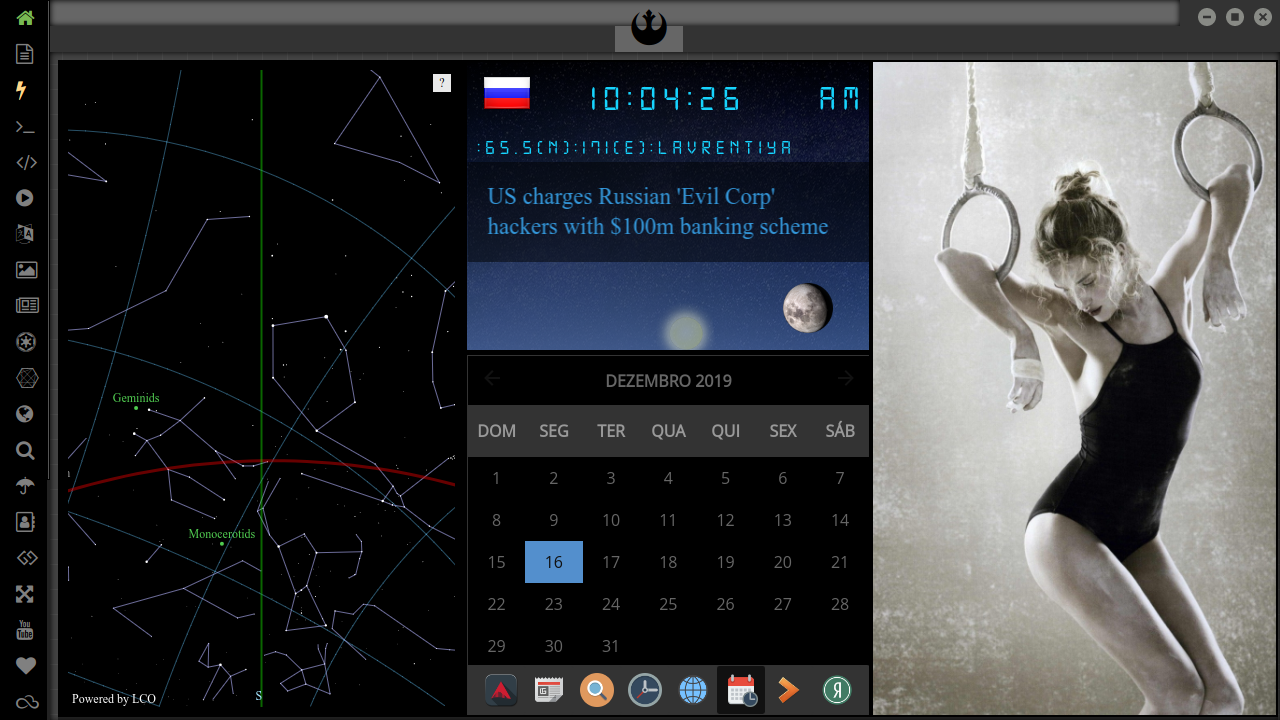 ?
10:04:26 AM
:65.5(N):171(E):LAVRENTIYA
US charges Russian 'Evil Corp'
hackers with $100m banking scheme
Geminids
Monocerotids
Powered by LCO
S
DEZEMBRO 2019
DOM SEG TER QUA QUI SEX SÁB
1 2 3 4 5 6 7
8 9 10 11 12 13 14
15 16 17 18 19 20 21
22 23 24 25 26 27 28
29 30 31
You
Tube
Я